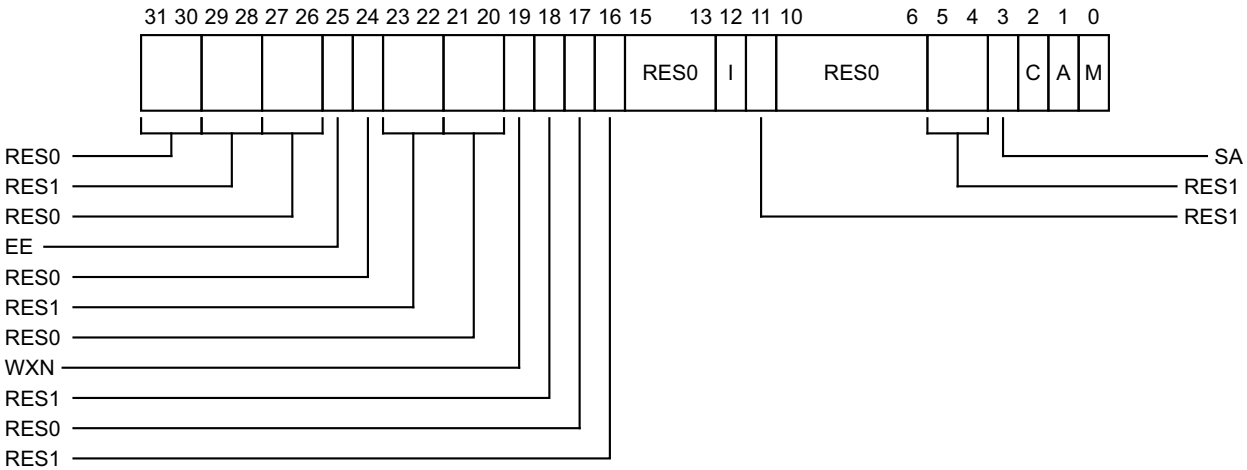 31 30 29 28 27 26 25 24 23 22 21 20 19 18 17 16 15 13 12 11 10 6 5 4 3 2 1 0
RES0 I RES0 C A M
RES0 SA
RES1 RES1
RES0 RES1
EE
RES0
RES1
RES0
WXN
RES1
RES0
RES1